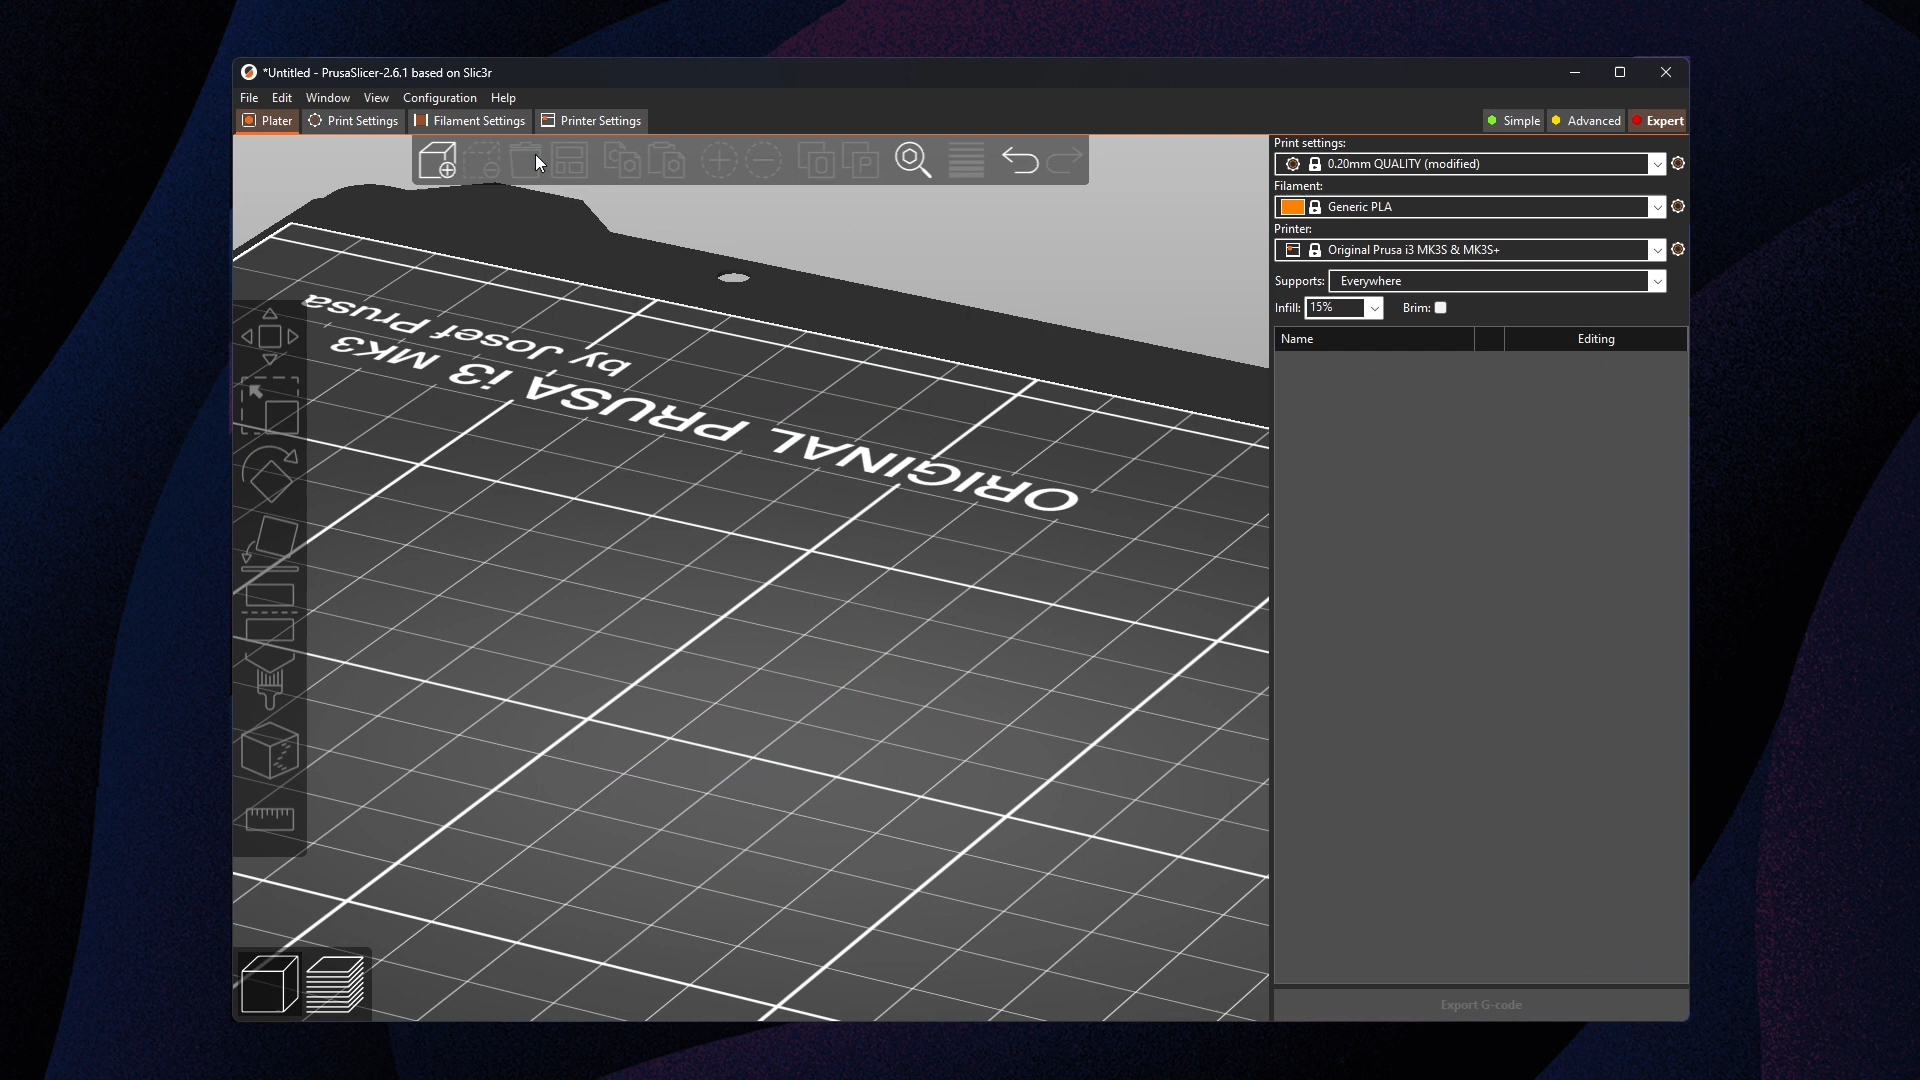 *Untitled - PrusaSlicer-2.6.1 based on Slic3r
File Edit Window View Configuration Help
Plater Print Settings Filament Settings Printer Settings Simple Advanced Expert
Print settings:
0.20mm QUALITY (modified)
Filament:
Generic PLA
Printer:
Original Prusa i3 MK3S & MK3S+
Supports: Everywhere
Infill: 15% Brim:
Name Editing
ORIGINAL PRUSA i3 MK3
by Josef Prusa
Export G-code